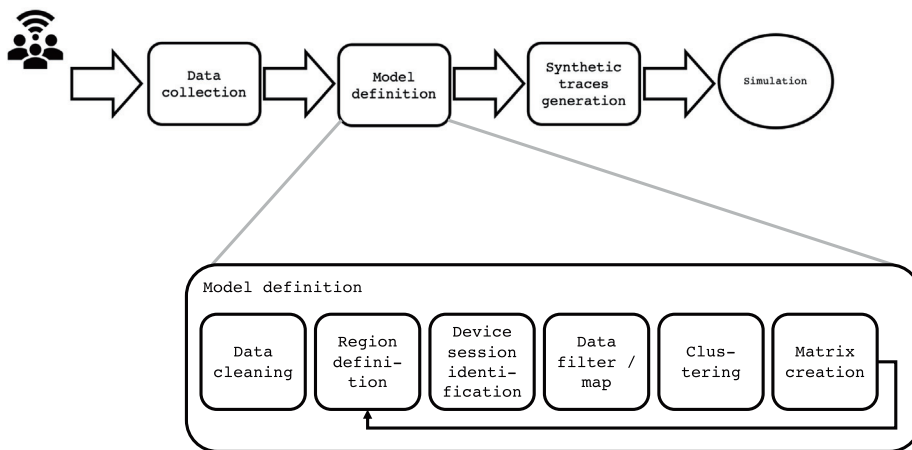 Data
collection
Model
definition
Synthetic
traces
generation
Simulation
Model definition
Data
cleaning
Region
defini-
tion
Device
session
identi-
fication
Data
filter /
map
Clus-
tering
Matrix
creation